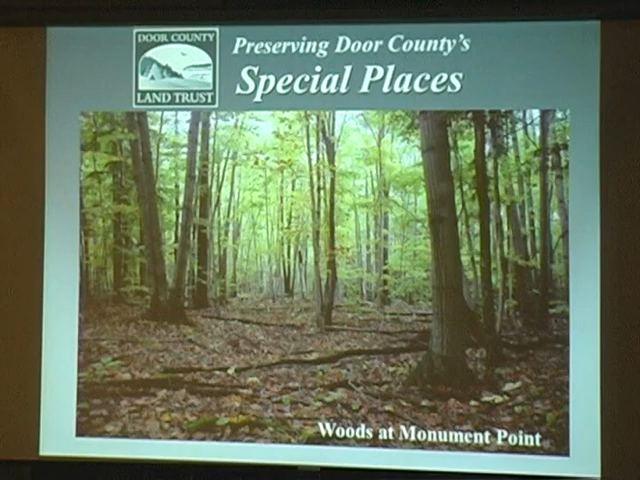 DOOR COUNTY
LAND TRUST
Preserving Door County's
Special Places
Woods at Monument Point